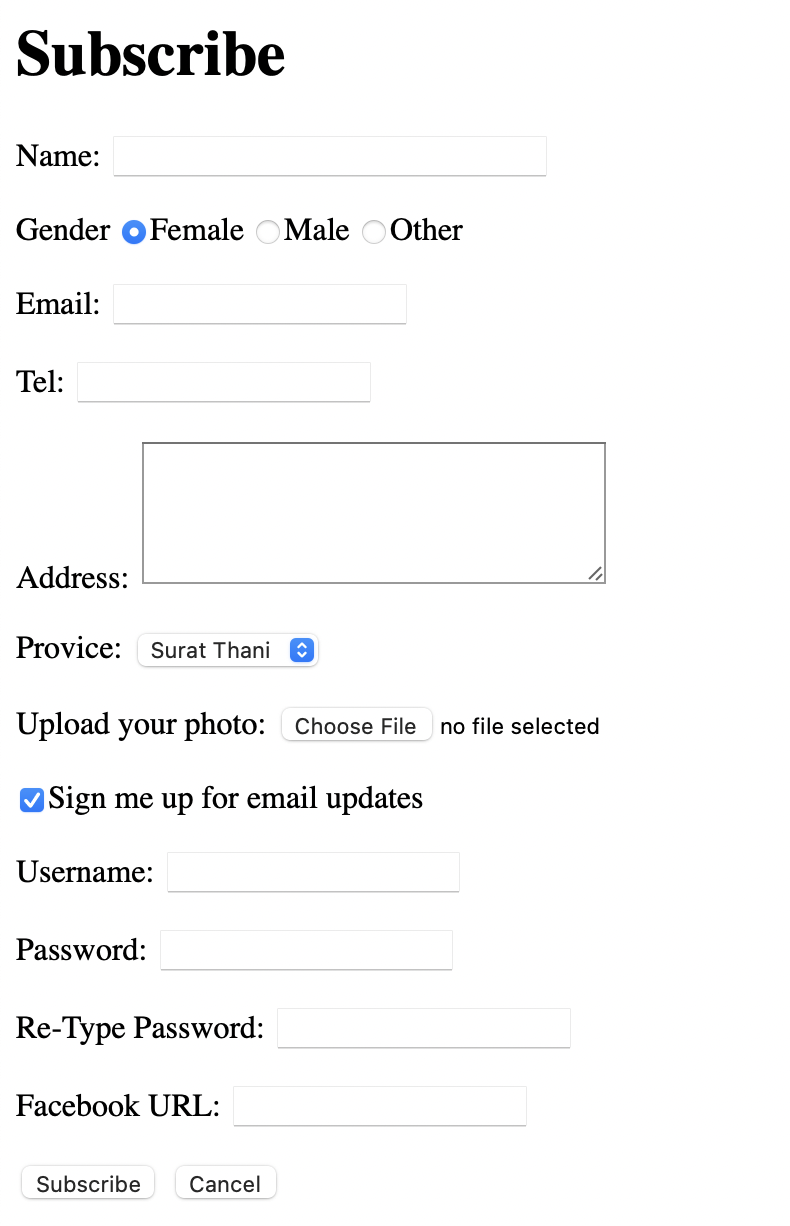 Subscribe
Name:
Gender Female Male Other
Email:
Tel:
Address:
Provice: Surat Thani
Upload your photo: Choose File no file selected
Sign me up for email updates
Username:
Password:
Re-Type Password:
Facebook URL:
Subscribe Cancel